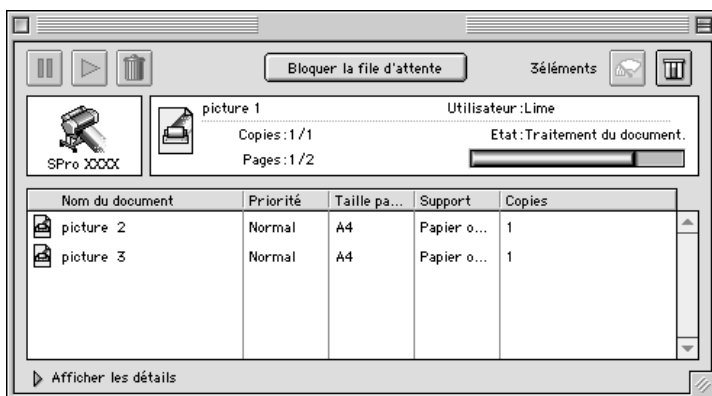 Bloquer la file d'attente 3éléments
SPro XXXX
picture 1 Utilisateur:Lime
Copies:1/1 Etat:Traitement du document.
Pages:1/2
Nom du document Priorité Taille pa... Support Copies
picture 2 Normal A4 Papier o... 1
picture 3 Normal A4 Papier o... 1
Afficher les détails